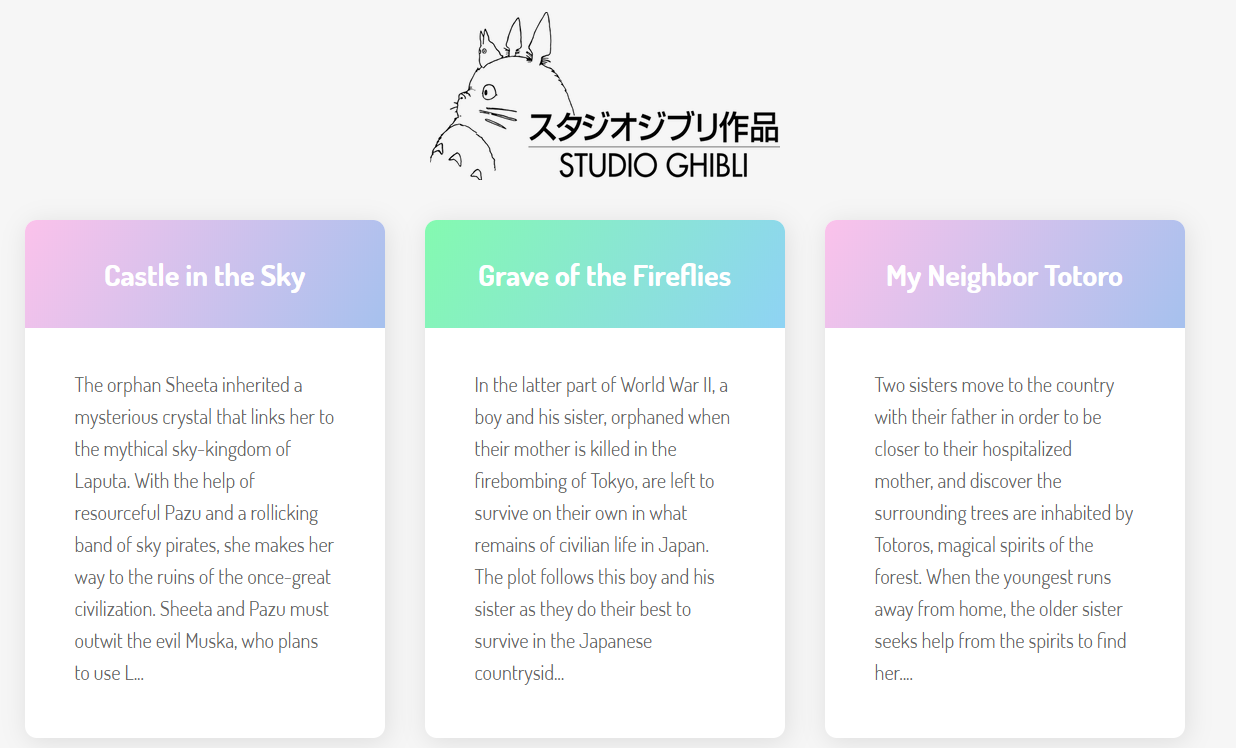 スタジオジブリ作品
STUDIO GHIBLI
Castle in the Sky
The orphan Sheeta inherited a
mysterious crystal that links her to
the mythical sky-kingdom of
Laputa. With the help of
resourceful Pazu and a rollicking
band of sky pirates, she makes her
way to the ruins of the once-great
civilization. Sheeta and Pazu must
outwit the evil Muska, who plans
to use L...
Grave of the Fireflies
In the latter part of World War II, a
boy and his sister, orphaned when
their mother is killed in the
firebombing of Tokyo, are left to
survive on their own in what
remains of civilian life in Japan.
The plot follows this boy and his
sister as they do their best to
survive in the Japanese
countrysid...
My Neighbor Totoro
Two sisters move to the country
with their father in order to be
closer to their hospitalized
mother, and discover the
surrounding trees are inhabited by
Totoros, magical spirits of the
forest. When the youngest runs
away from home, the older sister
seeks help from the spirits to find
her....